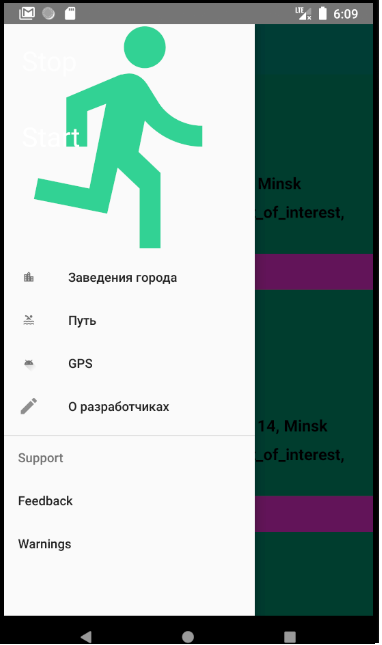 LTE 6:09
Stop
Start
Minsk
_of_interest,
Заведения города
Путь
GPS
О разработчиках
14, Minsk
_of_interest,
Support
Feedback
Warnings